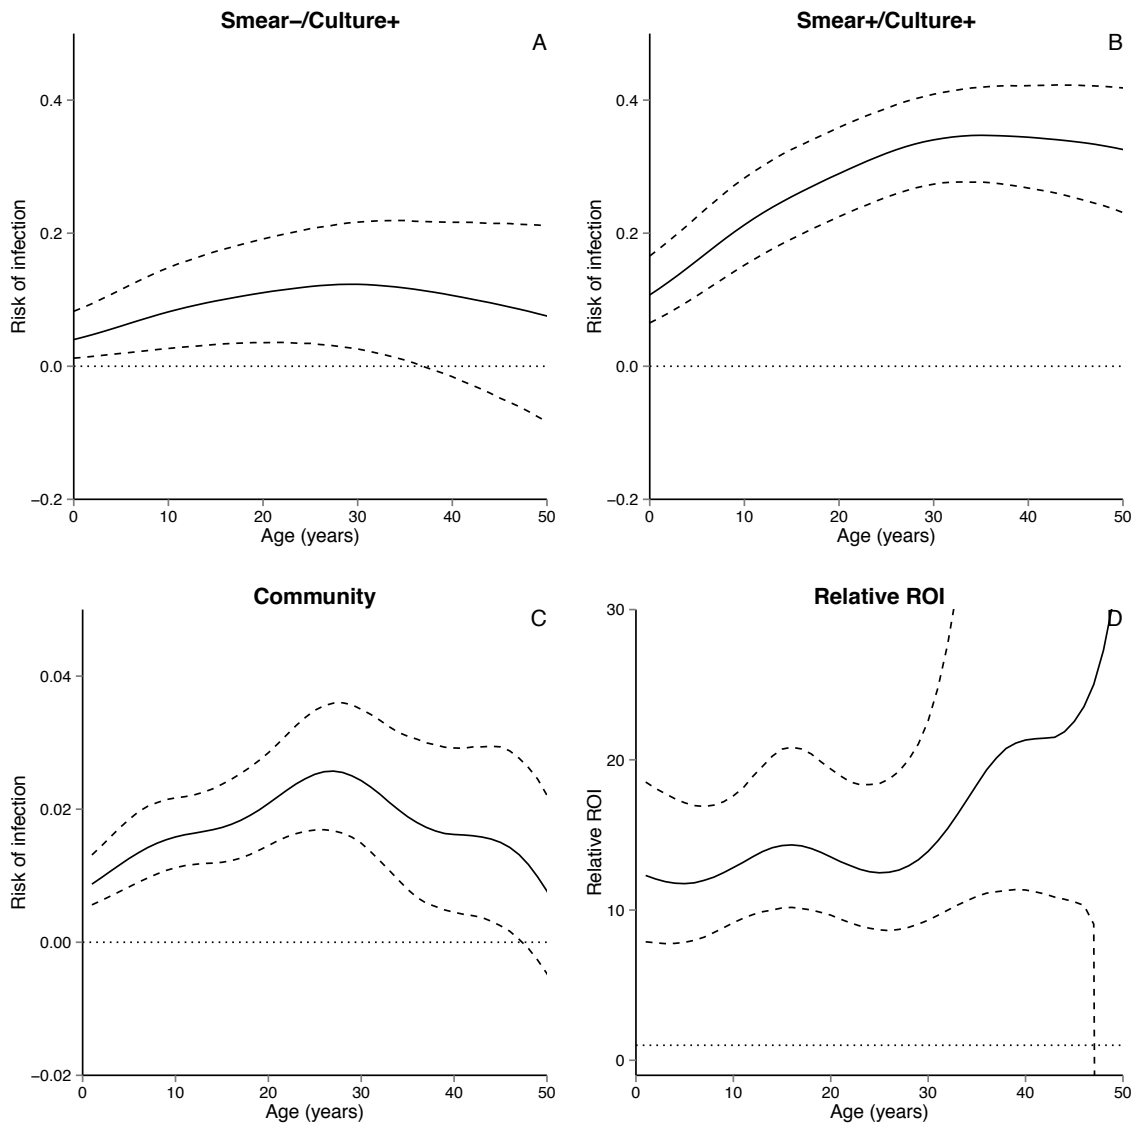 Smear−/Culture+
A
Risk of infection
0.4
0.2
0.0
−0.2
0 10 20 30 40 50
Age (years)
Smear+/Culture+
B
Risk of infection
0.4
0.2
0.0
−0.2
0 10 20 30 40 50
Age (years)
Community
C
Risk of infection
0.04
0.02
0.00
−0.02
0 10 20 30 40 50
Age (years)
Relative ROI
D
Relative ROI
30
20
10
0
0 10 20 30 40 50
Age (years)